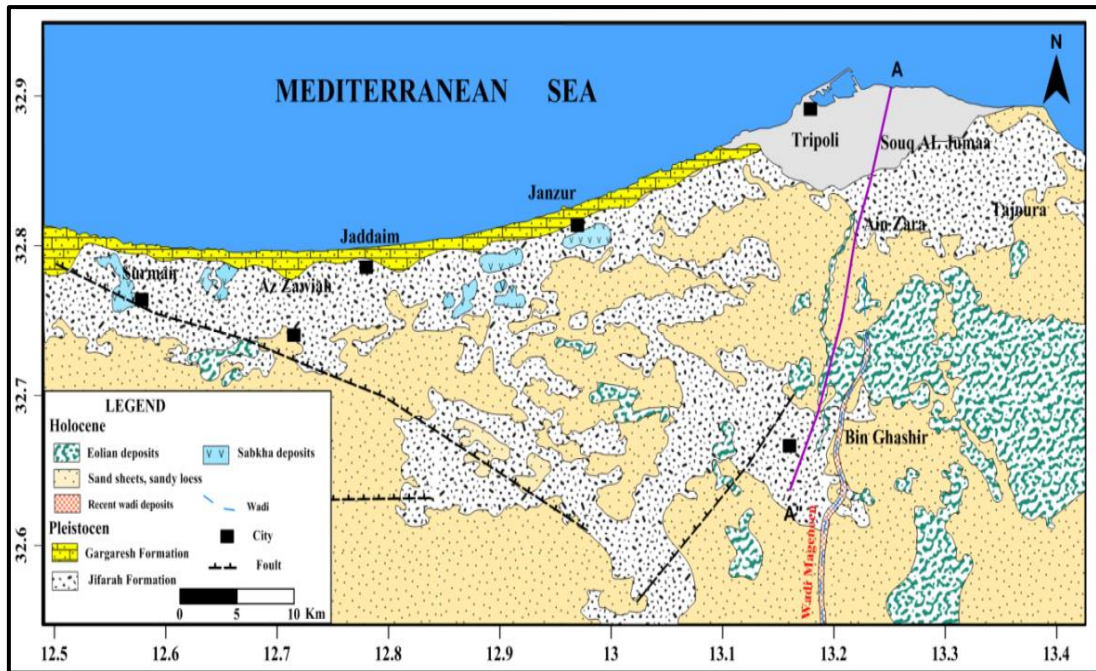 MEDITERRANEAN SEA
N
A
Tripoli
Souq AL Jumaa
Janzur
Tajoura
Ain Zara
Jaddaim
Surman
Az Zawiah
Bin Ghashir
A"
Wadi Mageneen
LEGEND
Holocene
Eolian deposits
Sabkha deposits
Sand sheets, sandy loess
Recent wadi deposits
Wadi
Pleistocen
City
Gargaresh Formation
Foult
Jifarah Formation
0 5 10 Km
32.9
32.8
32.7
32.6
12.5 12.6 12.7 12.8 12.9 13 13.1 13.2 13.3 13.4